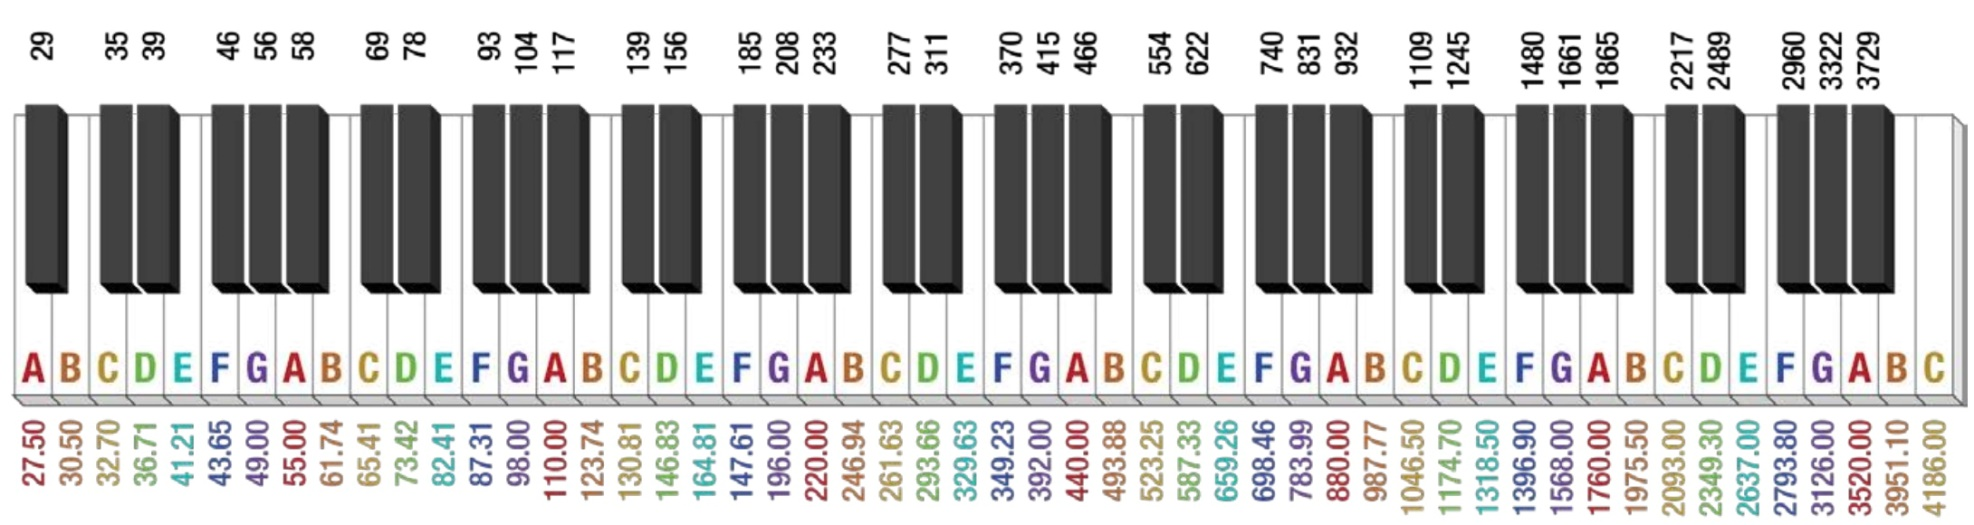 29 35 39 46 56 58 69 78 93 104 117 139 156 185 208 233 277 311 370 415 466 554 622 740 831 932 1109 1245 1480 1661 1865 2217 2489 2960 3322 3729
A B C D E F G A B C D E F G A B C D E F G A B C D E F G A B C D E F G A B C D E F G A B C D E F G A B C
27.50 30.50 32.70 36.71 41.21 43.65 49.00 55.00 61.74 65.41 73.42 82.41 87.31 98.00 110.00 123.74 130.81 146.83 164.81 147.61 196.00 220.00 246.94 261.63 293.66 329.63 349.23 392.00 440.00 493.88 523.25 587.33 659.26 698.46 783.99 880.00 987.77 1046.50 1174.70 1318.50 1396.90 1568.00 1760.00 1975.50 2093.00 2349.30 2637.00 2793.80 3126.00 3520.00 3951.10 4186.00